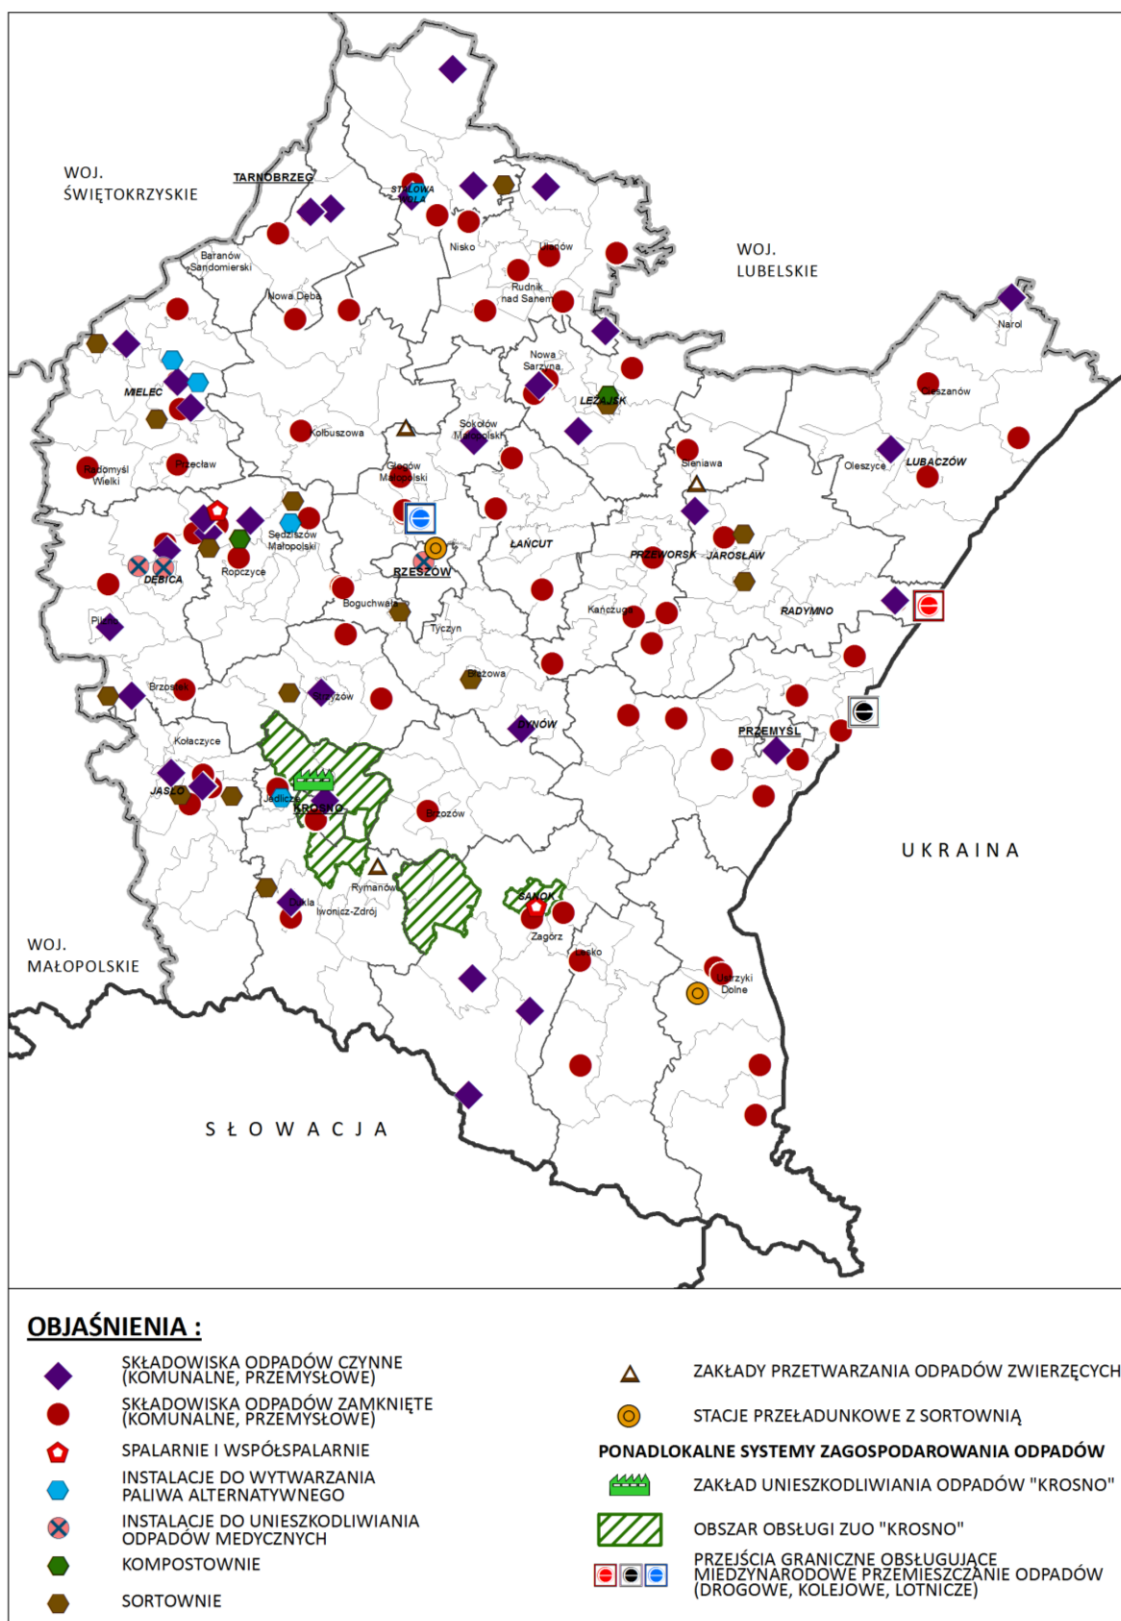 WOJ.
ŚWIĘTOKRZYSKIE
TARNOBRZEG
STALOWA
WOLA
Nisko
Ulanów
WOJ.
LUBELSKIE
Baranów
Sandomierski
Nowa Dęba
Rudnik
nad Sanem
Narol
MIELEC
Nowa
Sarzyna
LEŻAJSK
Cieszanów
Kolbuszowa
Sokołów
Małopolski
Sieniawa
Oleszyce
LUBACZÓW
Radomyśl
Wielki
Przecław
Głogów
Małopolski
Sędziszów
Małopolski
ŁAŃCUT
PRZEWORSK
JAROSŁAW
DĘBICA
Ropczyce
RZESZÓW
Boguchwała
Tyczyn
Kańczuga
RADYMNO
Pilzno
Brzostek
Strzyżów
Błażowa
DYNÓW
PRZEMYŚL
Kołaczyce
JASŁO
Jedlicze
KROSNO
Brzozów
UKRAINA
Rymanów
Dukla
Iwonicz-Zdrój
SANOK
Zagórz
Lesko
Ustrzyki
Dolne
WOJ.
MAŁOPOLSKIE
SŁOWACJA
OBJAŚNIENIA :
SKŁADOWISKA ODPADÓW CZYNNE
(KOMUNALNE, PRZEMYSŁOWE)
SKŁADOWISKA ODPADÓW ZAMKNIĘTE
(KOMUNALNE, PRZEMYSŁOWE)
SPALARNIE I WSPÓŁSPALARNIE
INSTALACJE DO WYTWARZANIA
PALIWA ALTERNATYWNEGO
INSTALACJE DO UNIESZKODLIWIANIA
ODPADÓW MEDYCZNYCH
KOMPOSTOWNIE
SORTOWNIE
ZAKŁADY PRZETWARZANIA ODPADÓW ZWIERZĘCYCH
STACJE PRZEŁADUNKOWE Z SORTOWNIĄ
PONADLOKALNE SYSTEMY ZAGOSPODAROWANIA ODPADÓW
ZAKŁAD UNIESZKODLIWIANIA ODPADÓW "KROSNO"
OBSZAR OBSŁUGI ZUO "KROSNO"
PRZEJŚCIA GRANICZNE OBSŁUGUJĄCE
MIEDZYNARODOWE PRZEMIESZCZANIE ODPADÓW
(DROGOWE, KOLEJOWE, LOTNICZE)